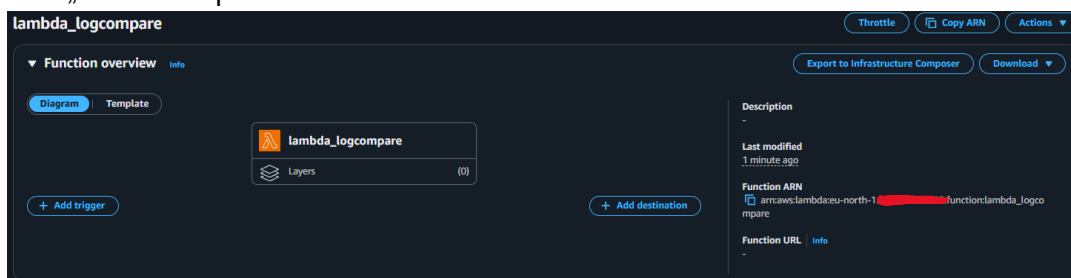 lambda_logcompare
Throttle
Copy ARN
Actions
Function overview Info
Export to Infrastructure Composer
Download
Diagram
Template
Description
-
lambda_logcompare
Last modified
1 minute ago
Layers (0)
Function ARN
+ Add trigger
+ Add destination
arn:aws:lambda:eu-north-1: function:lambda_logco
mpare
Function URL Info
-